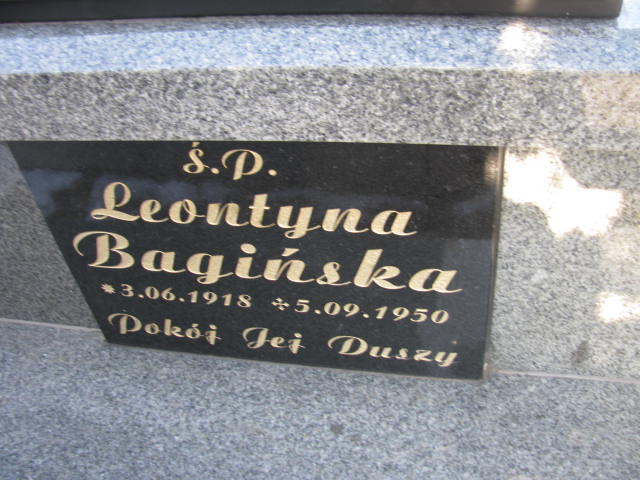 Ś.P.
Leontyna
Bagińska
*3.06.1918 ✣5.09.1950
Pokój Jej Duszy